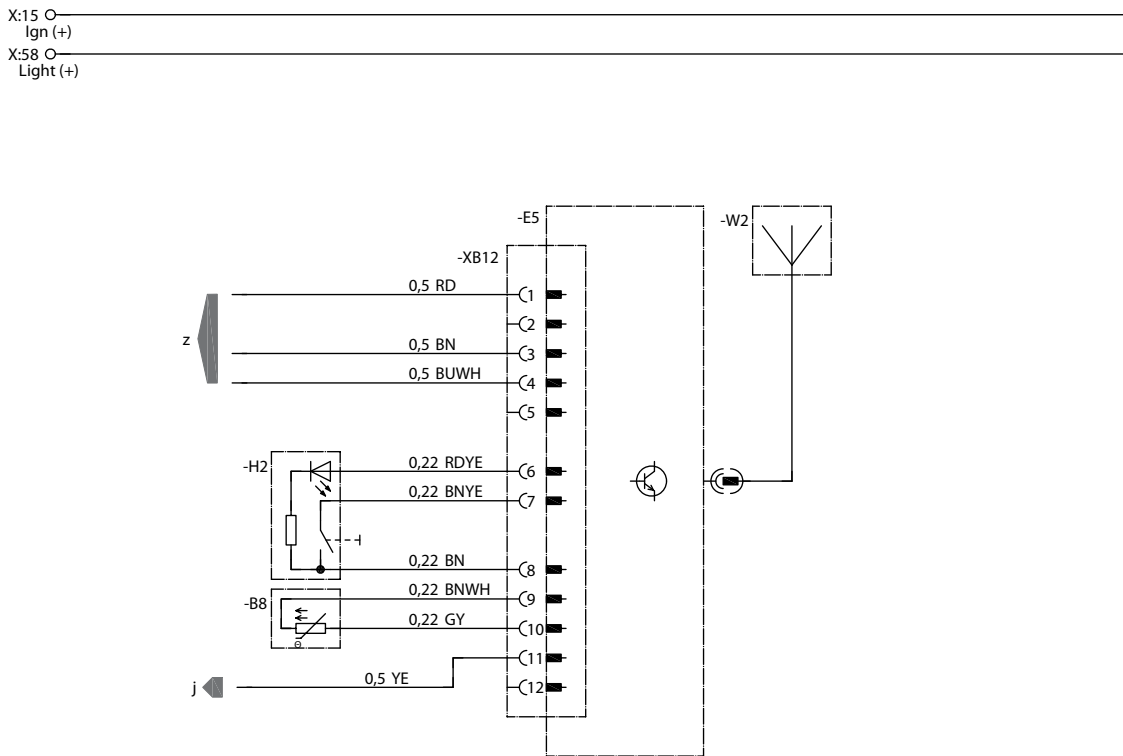 X:15
Ign (+)
X:58
Light (+)
-E5
-W2
-XB12
0,5 RD
1
2
z
0,5 BN
3
0,5 BUWH
4
5
-H2
0,22 RDYE
6
0,22 BNYE
7
0,22 BN
8
-B8
0,22 BNWH
9
0,22 GY
10
Θ
11
j
0,5 YE
12